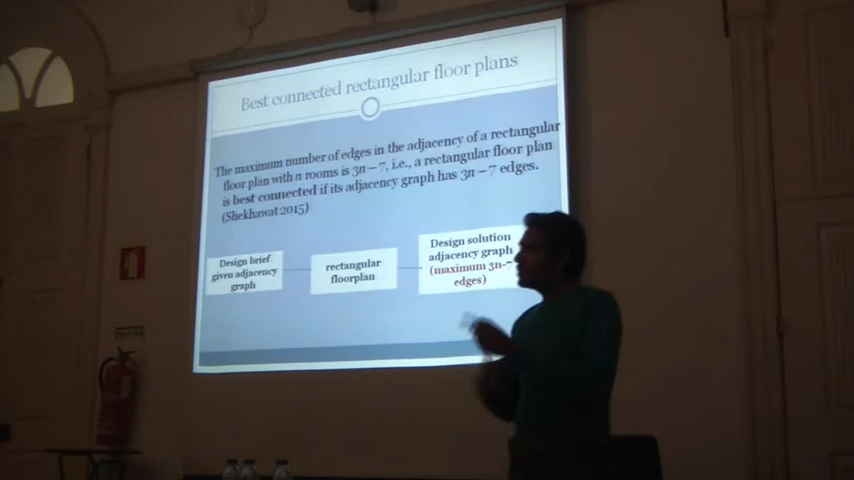 Best connected rectangular floor plans
The maximum number of edges in the adjacency of a rectangular
floor plan with n rooms is 3n – 7, i.e., a rectangular floor plan
is best connected if its adjacency graph has 3n – 7 edges.
(Shekhawat 2015)
Design brief
given adjacency
graph
rectangular
floorplan
Design solution
adjacency graph
(maximum 3n-7
edges)